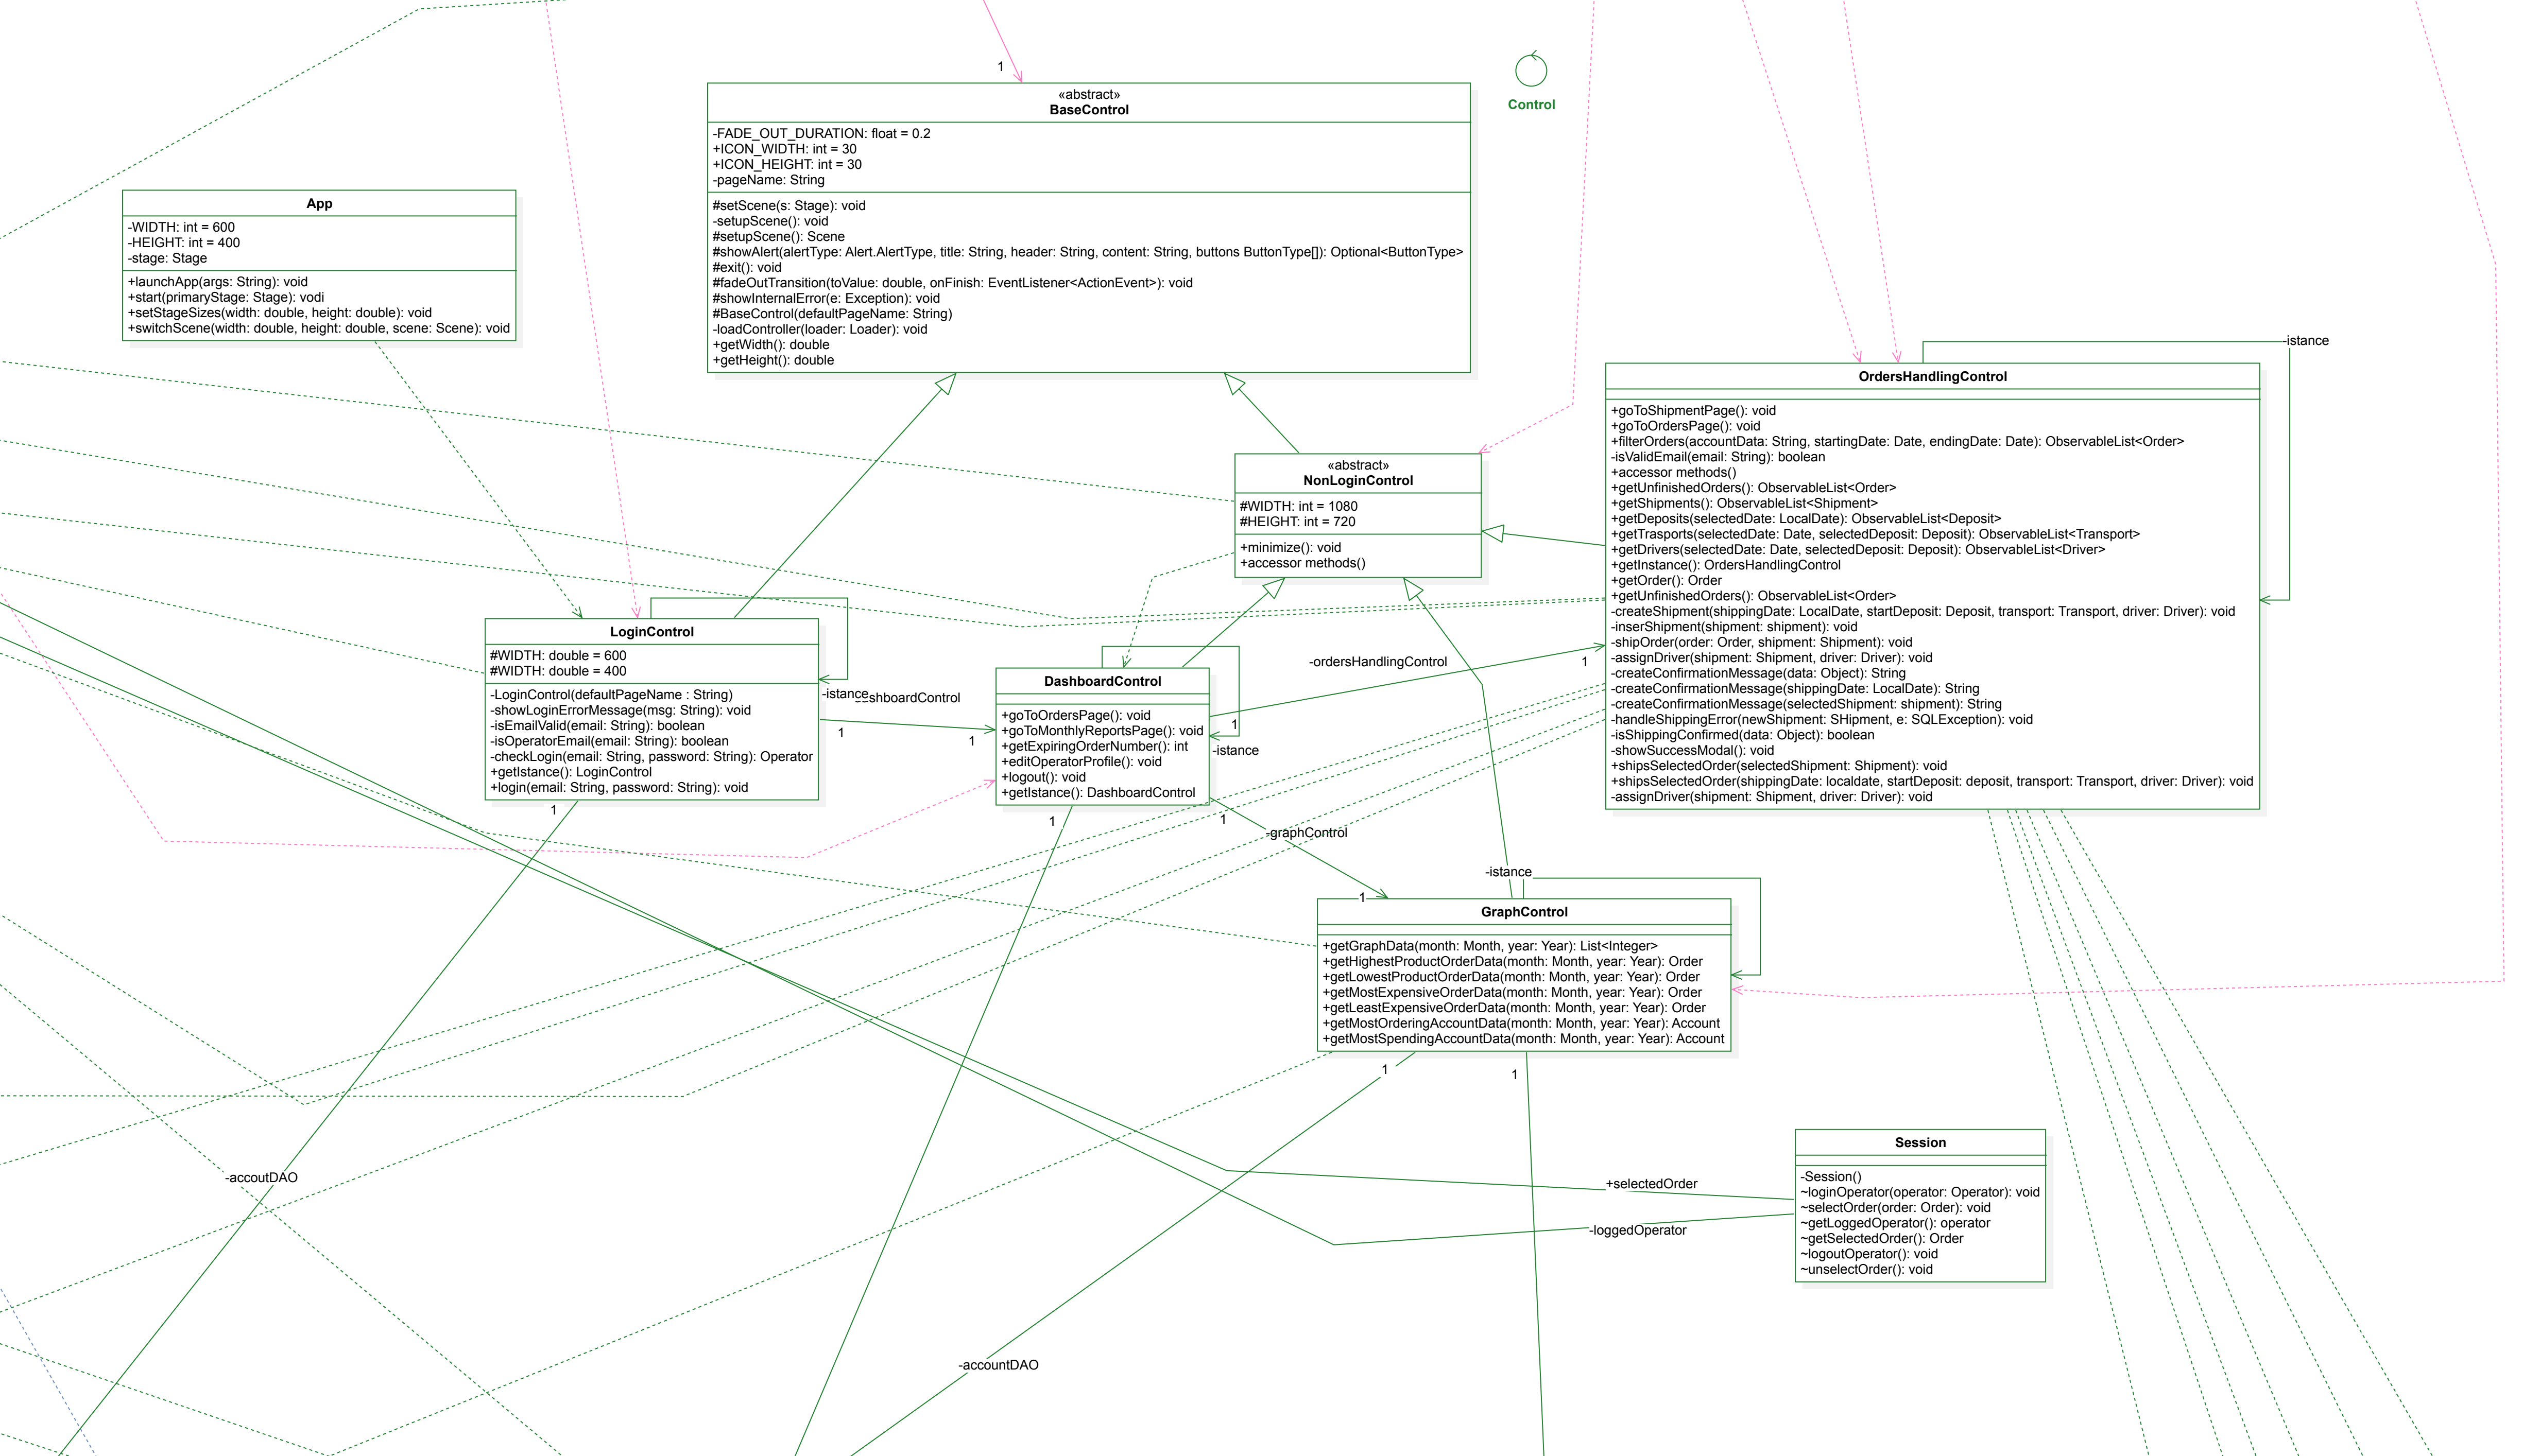 1
Control
«abstract»
BaseControl
-FADE_OUT_DURATION: float = 0.2
+ICON_WIDTH: int = 30
+ICON_HEIGHT: int = 30
-pageName: String
#setScene(s: Stage): void
-setupScene(): void
#setupScene(): Scene
#showAlert(alertType: Alert.AlertType, title: String, header: String, content: String, buttons ButtonType[]): Optional<ButtonType>
#exit(): void
#fadeOutTransition(toValue: double, onFinish: EventListener<ActionEvent>): void
#showInternalError(e: Exception): void
#BaseControl(defaultPageName: String)
-loadController(loader: Loader): void
+getWidth(): double
+getHeight(): double
App
-WIDTH: int = 600
-HEIGHT: int = 400
-stage: Stage
+launchApp(args: String): void
+start(primaryStage: Stage): vodi
+setStageSizes(width: double, height: double): void
+switchScene(width: double, height: double, scene: Scene): void
-istance
OrdersHandlingControl
+goToShipmentPage(): void
+goToOrdersPage(): void
+filterOrders(accountData: String, startingDate: Date, endingDate: Date): ObservableList<Order>
-isValidEmail(email: String): boolean
+accessor methods()
+getUnfinishedOrders(): ObservableList<Order>
+getShipments(): ObservableList<Shipment>
+getDeposits(selectedDate: LocalDate): ObservableList<Deposit>
+getTrasports(selectedDate: Date, selectedDeposit: Deposit): ObservableList<Transport>
+getDrivers(selectedDate: Date, selectedDeposit: Deposit): ObservableList<Driver>
+getInstance(): OrdersHandlingControl
+getOrder(): Order
+getUnfinishedOrders(): ObservableList<Order>
-createShipment(shippingDate: LocalDate, startDeposit: Deposit, transport: Transport, driver: Driver): void
-inserShipment(shipment: shipment): void
-shipOrder(order: Order, shipment: Shipment): void
-assignDriver(shipment: Shipment, driver: Driver): void
-createConfirmationMessage(data: Object): String
-createConfirmationMessage(shippingDate: LocalDate): String
-createConfirmationMessage(selectedShipment: shipment): String
-handleShippingError(newShipment: SHipment, e: SQLException): void
-isShippingConfirmed(data: Object): boolean
-showSuccessModal(): void
+shipsSelectedOrder(selectedShipment: Shipment): void
+shipsSelectedOrder(shippingDate: localdate, startDeposit: deposit, transport: Transport, driver: Driver): void
-assignDriver(shipment: Shipment, driver: Driver): void
«abstract»
NonLoginControl
#WIDTH: int = 1080
#HEIGHT: int = 720
+minimize(): void
+accessor methods()
LoginControl
#WIDTH: double = 600
#WIDTH: double = 400
-LoginControl(defaultPageName : String)
-showLoginErrorMessage(msg: String): void
-isEmailValid(email: String): boolean
-isOperatorEmail(email: String): boolean
-checkLogin(email: String, password: String): Operator
+getIstance(): LoginControl
+login(email: String, password: String): void
-istance
shboardControl
1
1
1
DashboardControl
+goToOrdersPage(): void
+goToMonthlyReportsPage(): void
+getExpiringOrderNumber(): int
+editOperatorProfile(): void
+logout(): void
+getIstance(): DashboardControl
-ordersHandlingControl
1
1
-istance
1
1
-graphControl
1
-istance
GraphControl
+getGraphData(month: Month, year: Year): List<Integer>
+getHighestProductOrderData(month: Month, year: Year): Order
+getLowestProductOrderData(month: Month, year: Year): Order
+getMostExpensiveOrderData(month: Month, year: Year): Order
+getLeastExpensiveOrderData(month: Month, year: Year): Order
+getMostOrderingAccountData(month: Month, year: Year): Account
+getMostSpendingAccountData(month: Month, year: Year): Account
1
1
-accoutDAO
-accountDAO
+selectedOrder
-loggedOperator
Session
-Session()
~loginOperator(operator: Operator): void
~selectOrder(order: Order): void
~getLoggedOperator(): operator
~getSelectedOrder(): Order
~logoutOperator(): void
~unselectOrder(): void